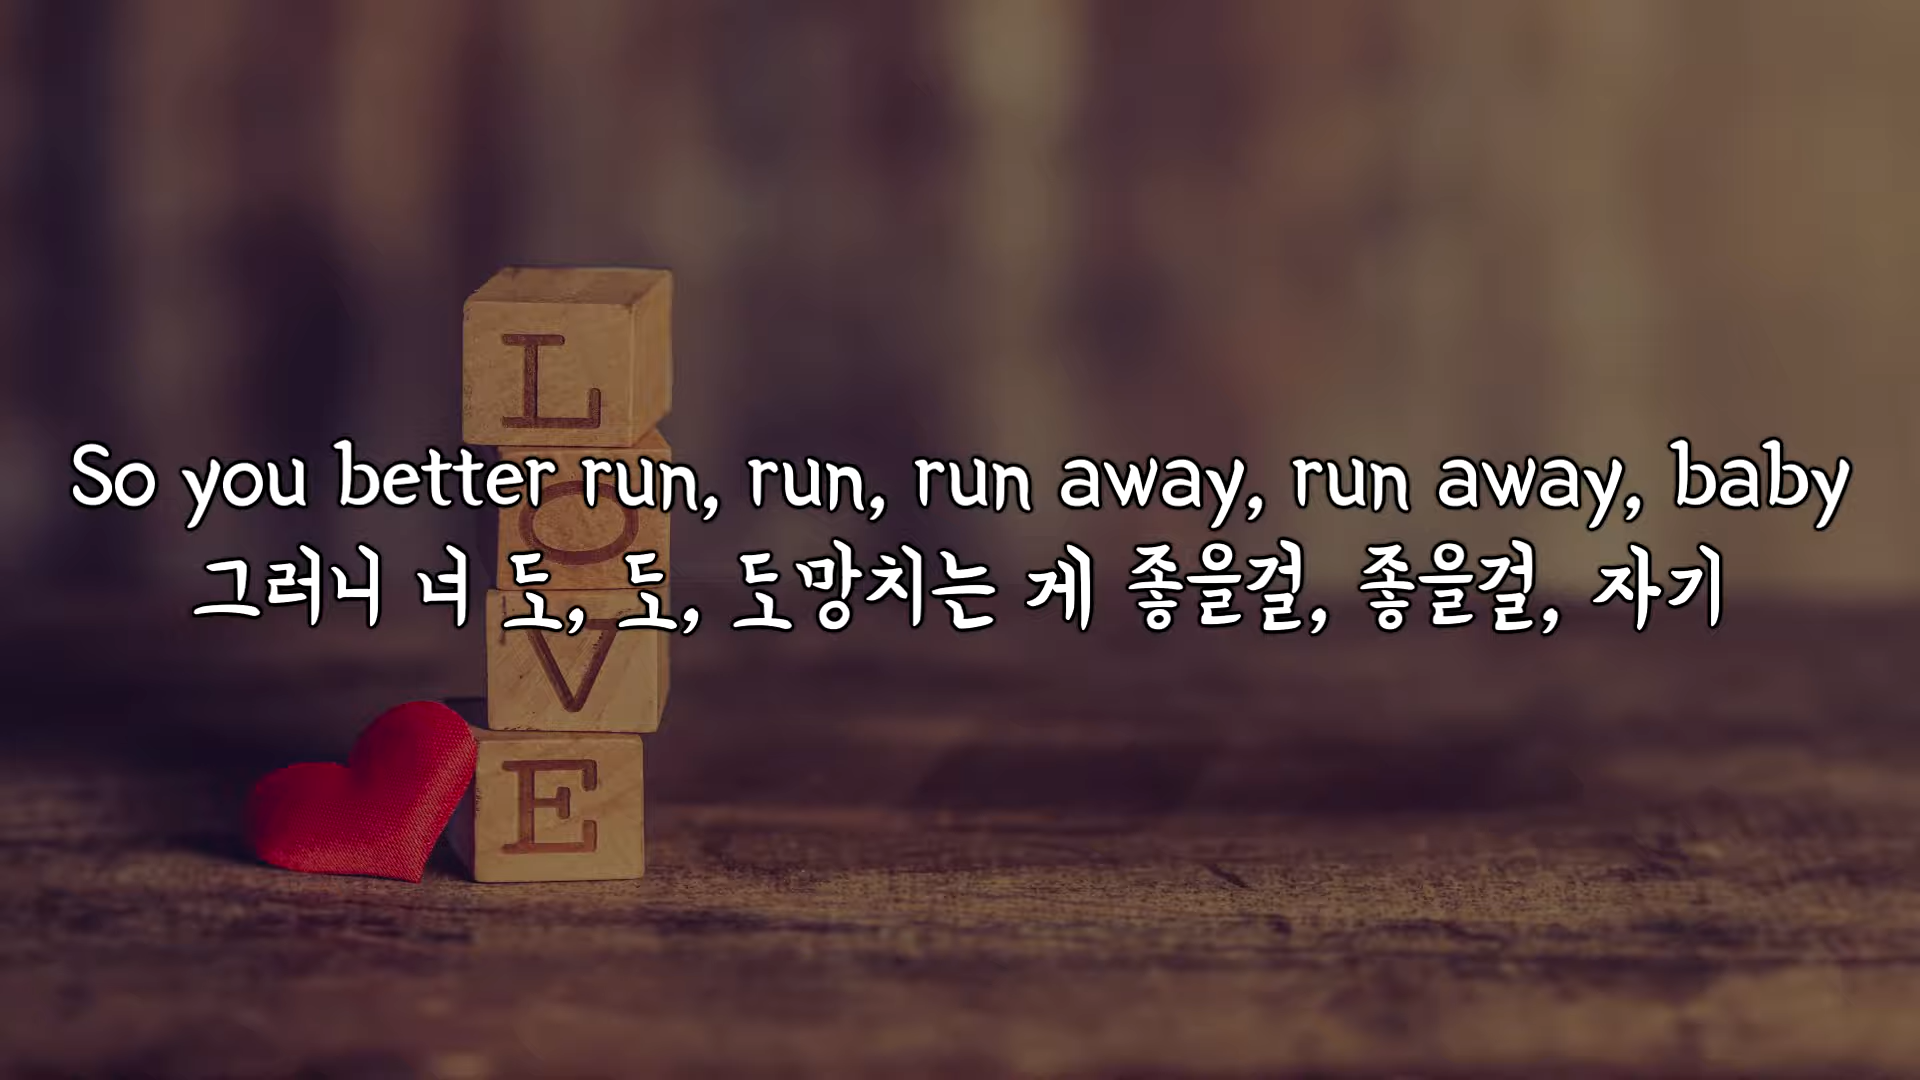 L
So you better run, run, run away, run away, baby
O
그러니 너 도, 도, 도망치는 게 좋을걸, 좋을걸, 자기
V
E